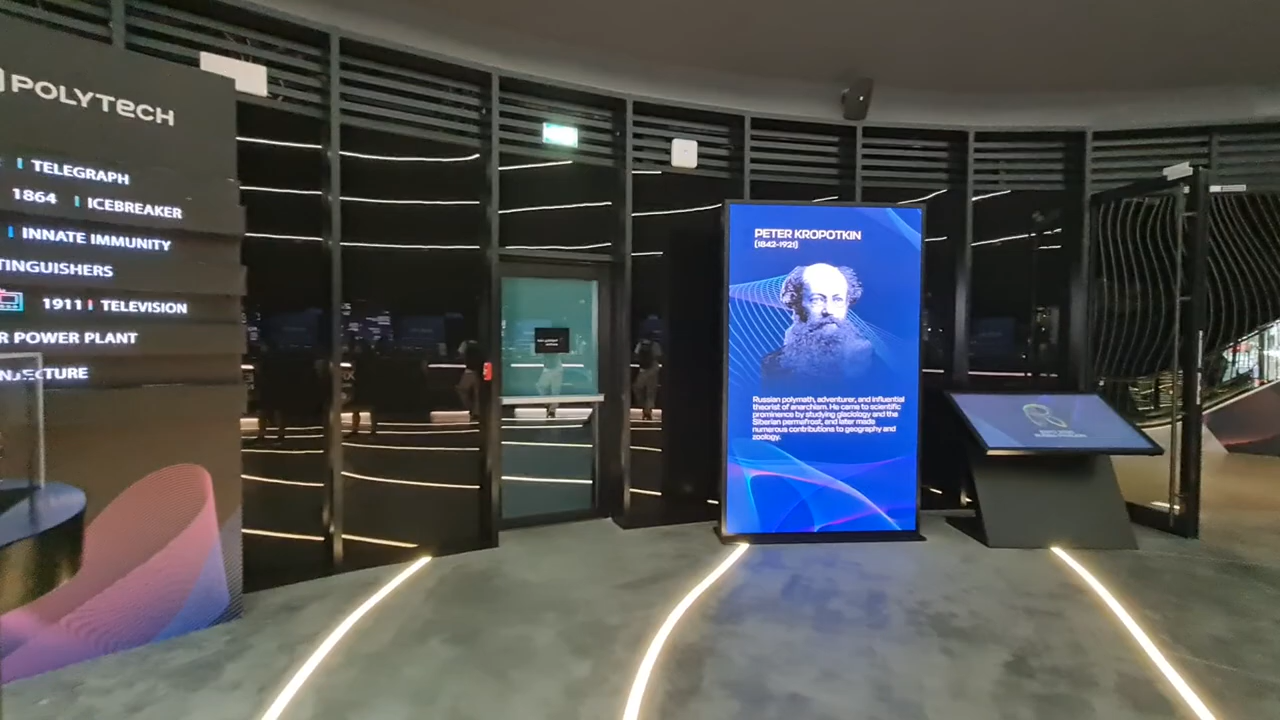 POLYTECH
TELEGRAPH
1864 ICEBREAKER
INNATE IMMUNITY
TINGUISHERS
1911 TELEVISION
R POWER PLANT
PETER KROPOTKIN
(1842-1921)
Russian polymath, adventurer, and influential
theorist of anarchism. He came to scientific
prominence by studying glaciology and the
Siberian permafrost, and later made
numerous contributions to geography and
zoology.